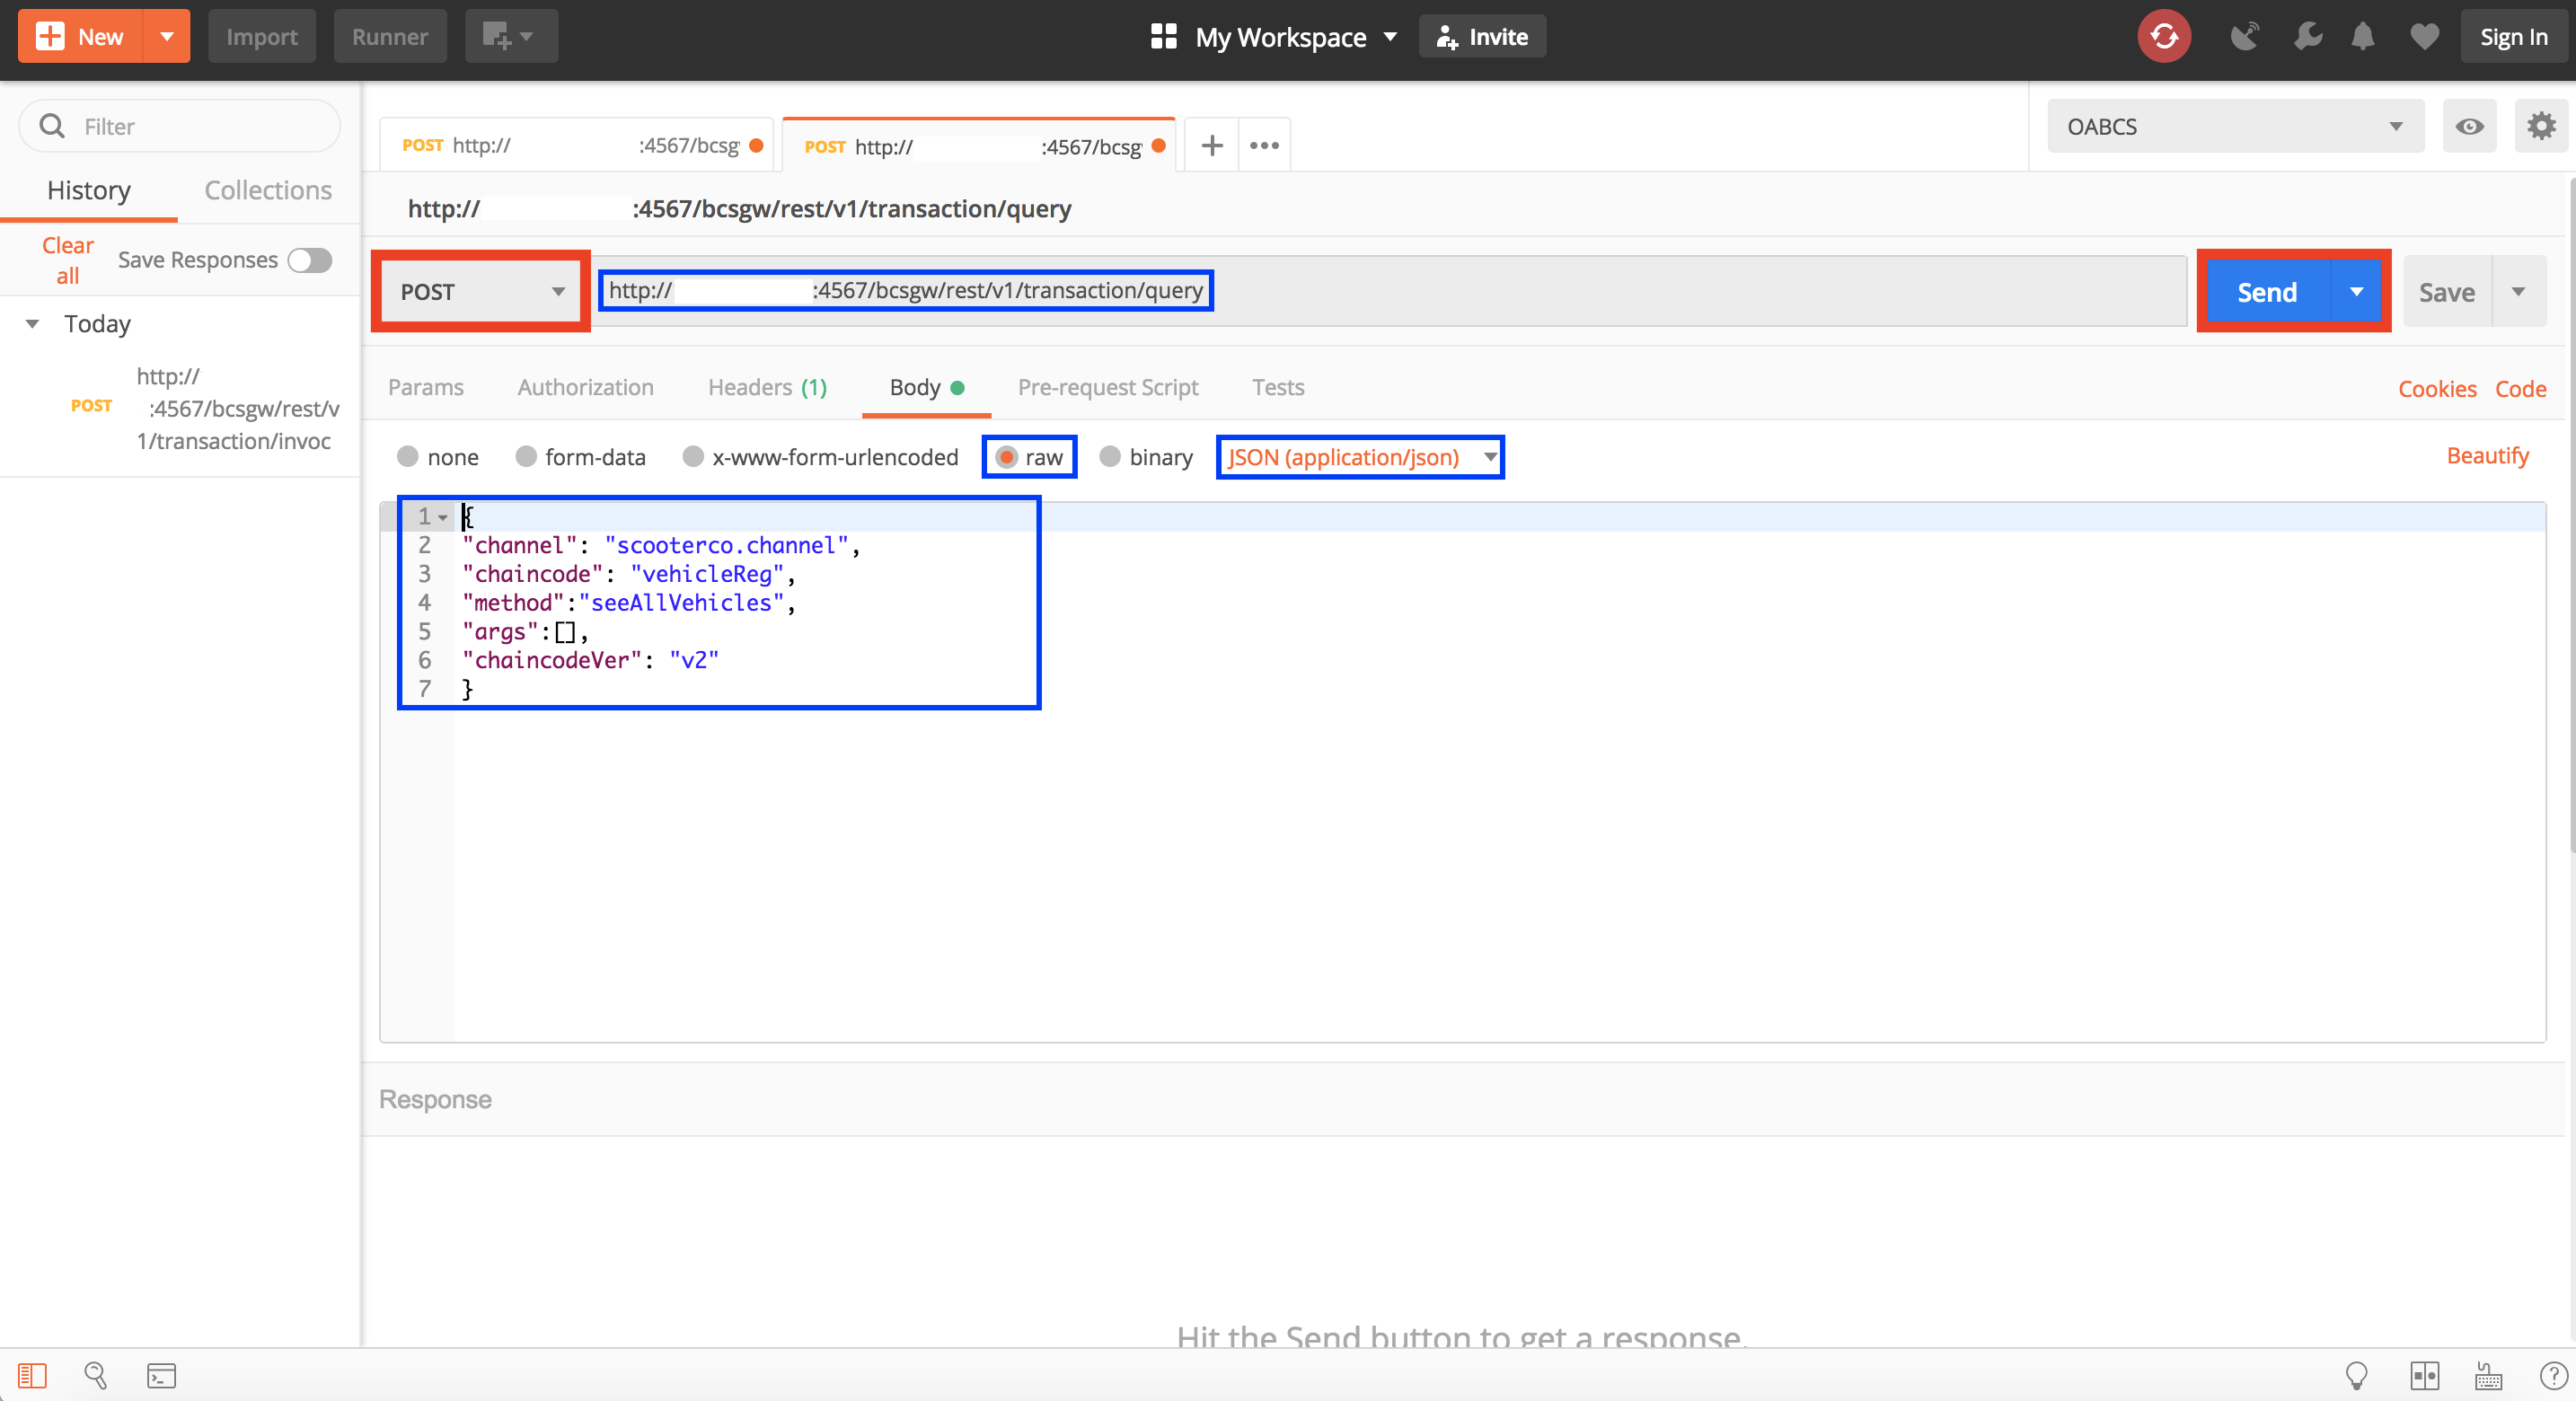 New
Import
Runner
My Workspace
Invite
Sign In
Filter
History
Collections
Clear all
Save Responses
Today
POST
http://
:4567/bcsgw/rest/v
1/transaction/invoc
POST http:// :4567/bcsg
POST http:// :4567/bcsg
OABCS
http:// :4567/bcsgw/rest/v1/transaction/query
POST
http:// :4567/bcsgw/rest/v1/transaction/query
Send
Save
Params
Authorization
Headers (1)
Body
Pre-request Script
Tests
Cookies
Code
none
form-data
x-www-form-urlencoded
raw
binary
JSON (application/json)
Beautify
1 {
2 "channel": "scooterco.channel",
3 "chaincode": "vehicleReg",
4 "method":"seeAllVehicles",
5 "args":[],
6 "chaincodeVer": "v2"
7 }
Response
Hit the Send button to get a response.